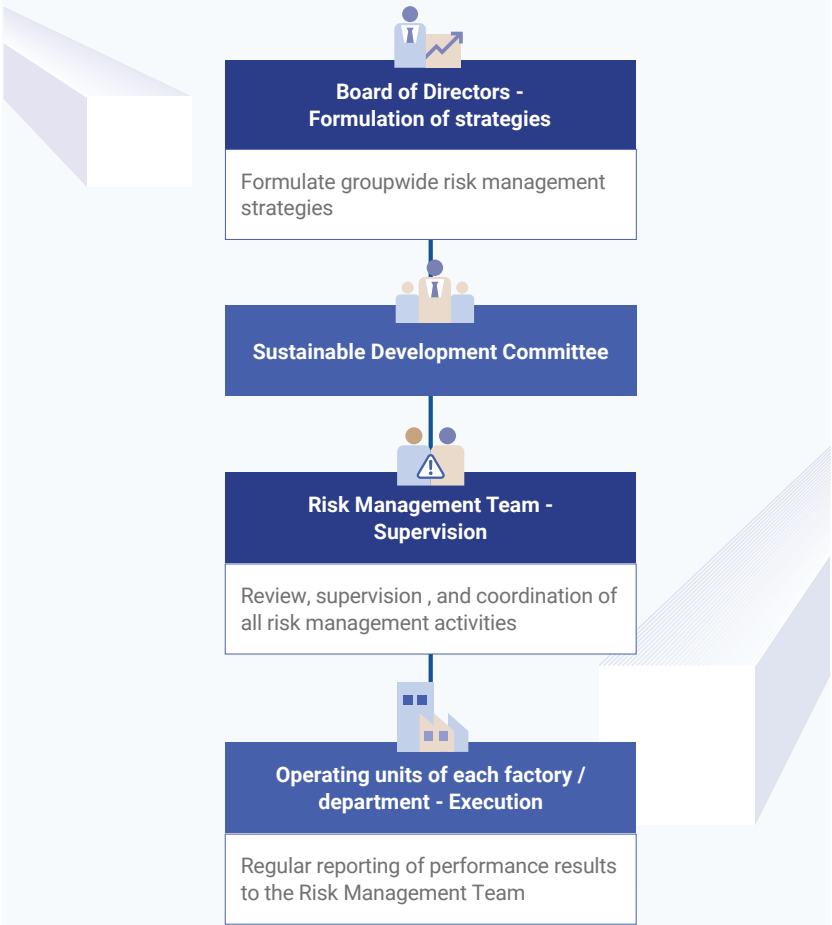 Board of Directors -
Formulation of strategies
Formulate groupwide risk management
strategies
Sustainable Development Committee
Risk Management Team -
Supervision
Review, supervision , and coordination of
all risk management activities
Operating units of each factory /
department - Execution
Regular reporting of performance results
to the Risk Management Team